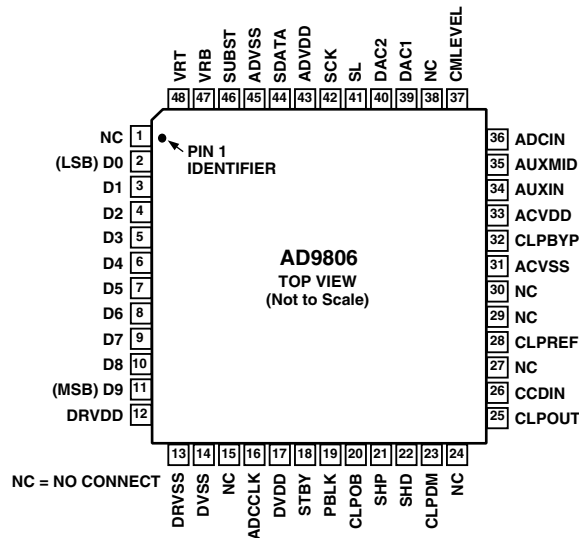 VRT
VRB
SUBST
ADVSS
SDATA
ADVDD
SCK
SL
DAC2
DAC1
NC
CMLEVEL
48 47 46 45 44 43 42 41 40 39 38 37
NC 1
(LSB) D0 2
D1 3
D2 4
D3 5
D4 6
D5 7
D6 8
D7 9
D8 10
(MSB) D9 11
DRVDD 12
PIN 1
IDENTIFIER
AD9806
TOP VIEW
(Not to Scale)
36 ADCIN
35 AUXMID
34 AUXIN
33 ACVDD
32 CLPBYP
31 ACVSS
30 NC
29 NC
28 CLPREF
27 NC
26 CCDIN
25 CLPOUT
13 14 15 16 17 18 19 20 21 22 23 24
DRVSS
DVSS
NC
ADCCLK
DVDD
STBY
PBLK
CLPOB
SHP
SHD
CLPDM
NC
NC = NO CONNECT